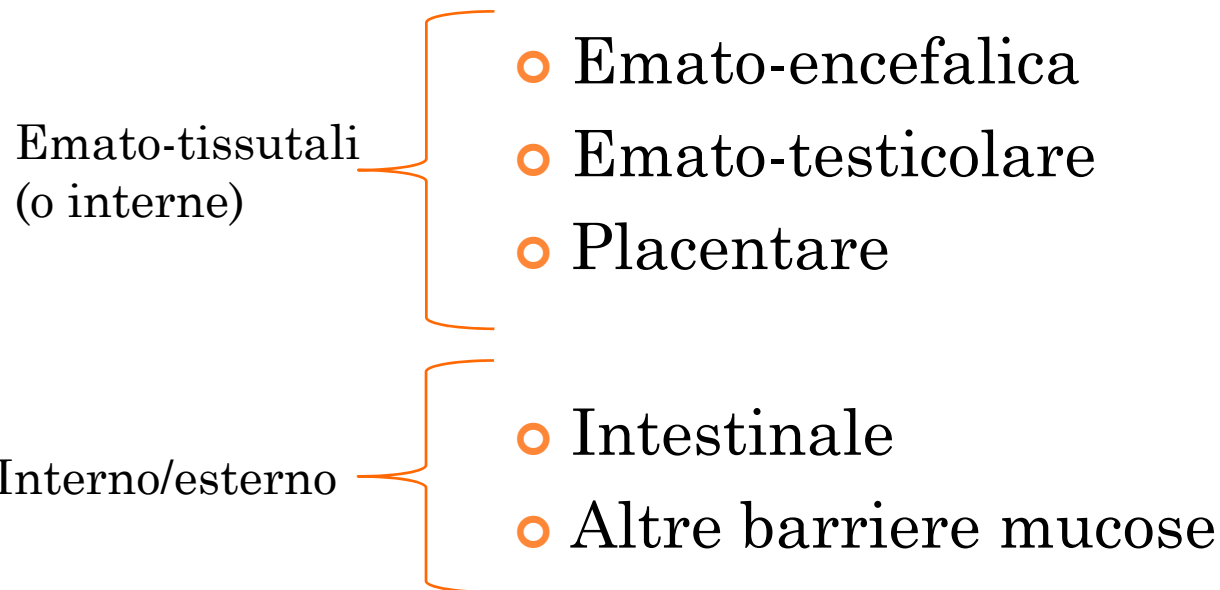 Emato-tissutali
(o interne)
Emato-encefalica
Emato-testicolare
Placentare
Interno/esterno
Intestinale
Altre barriere mucose